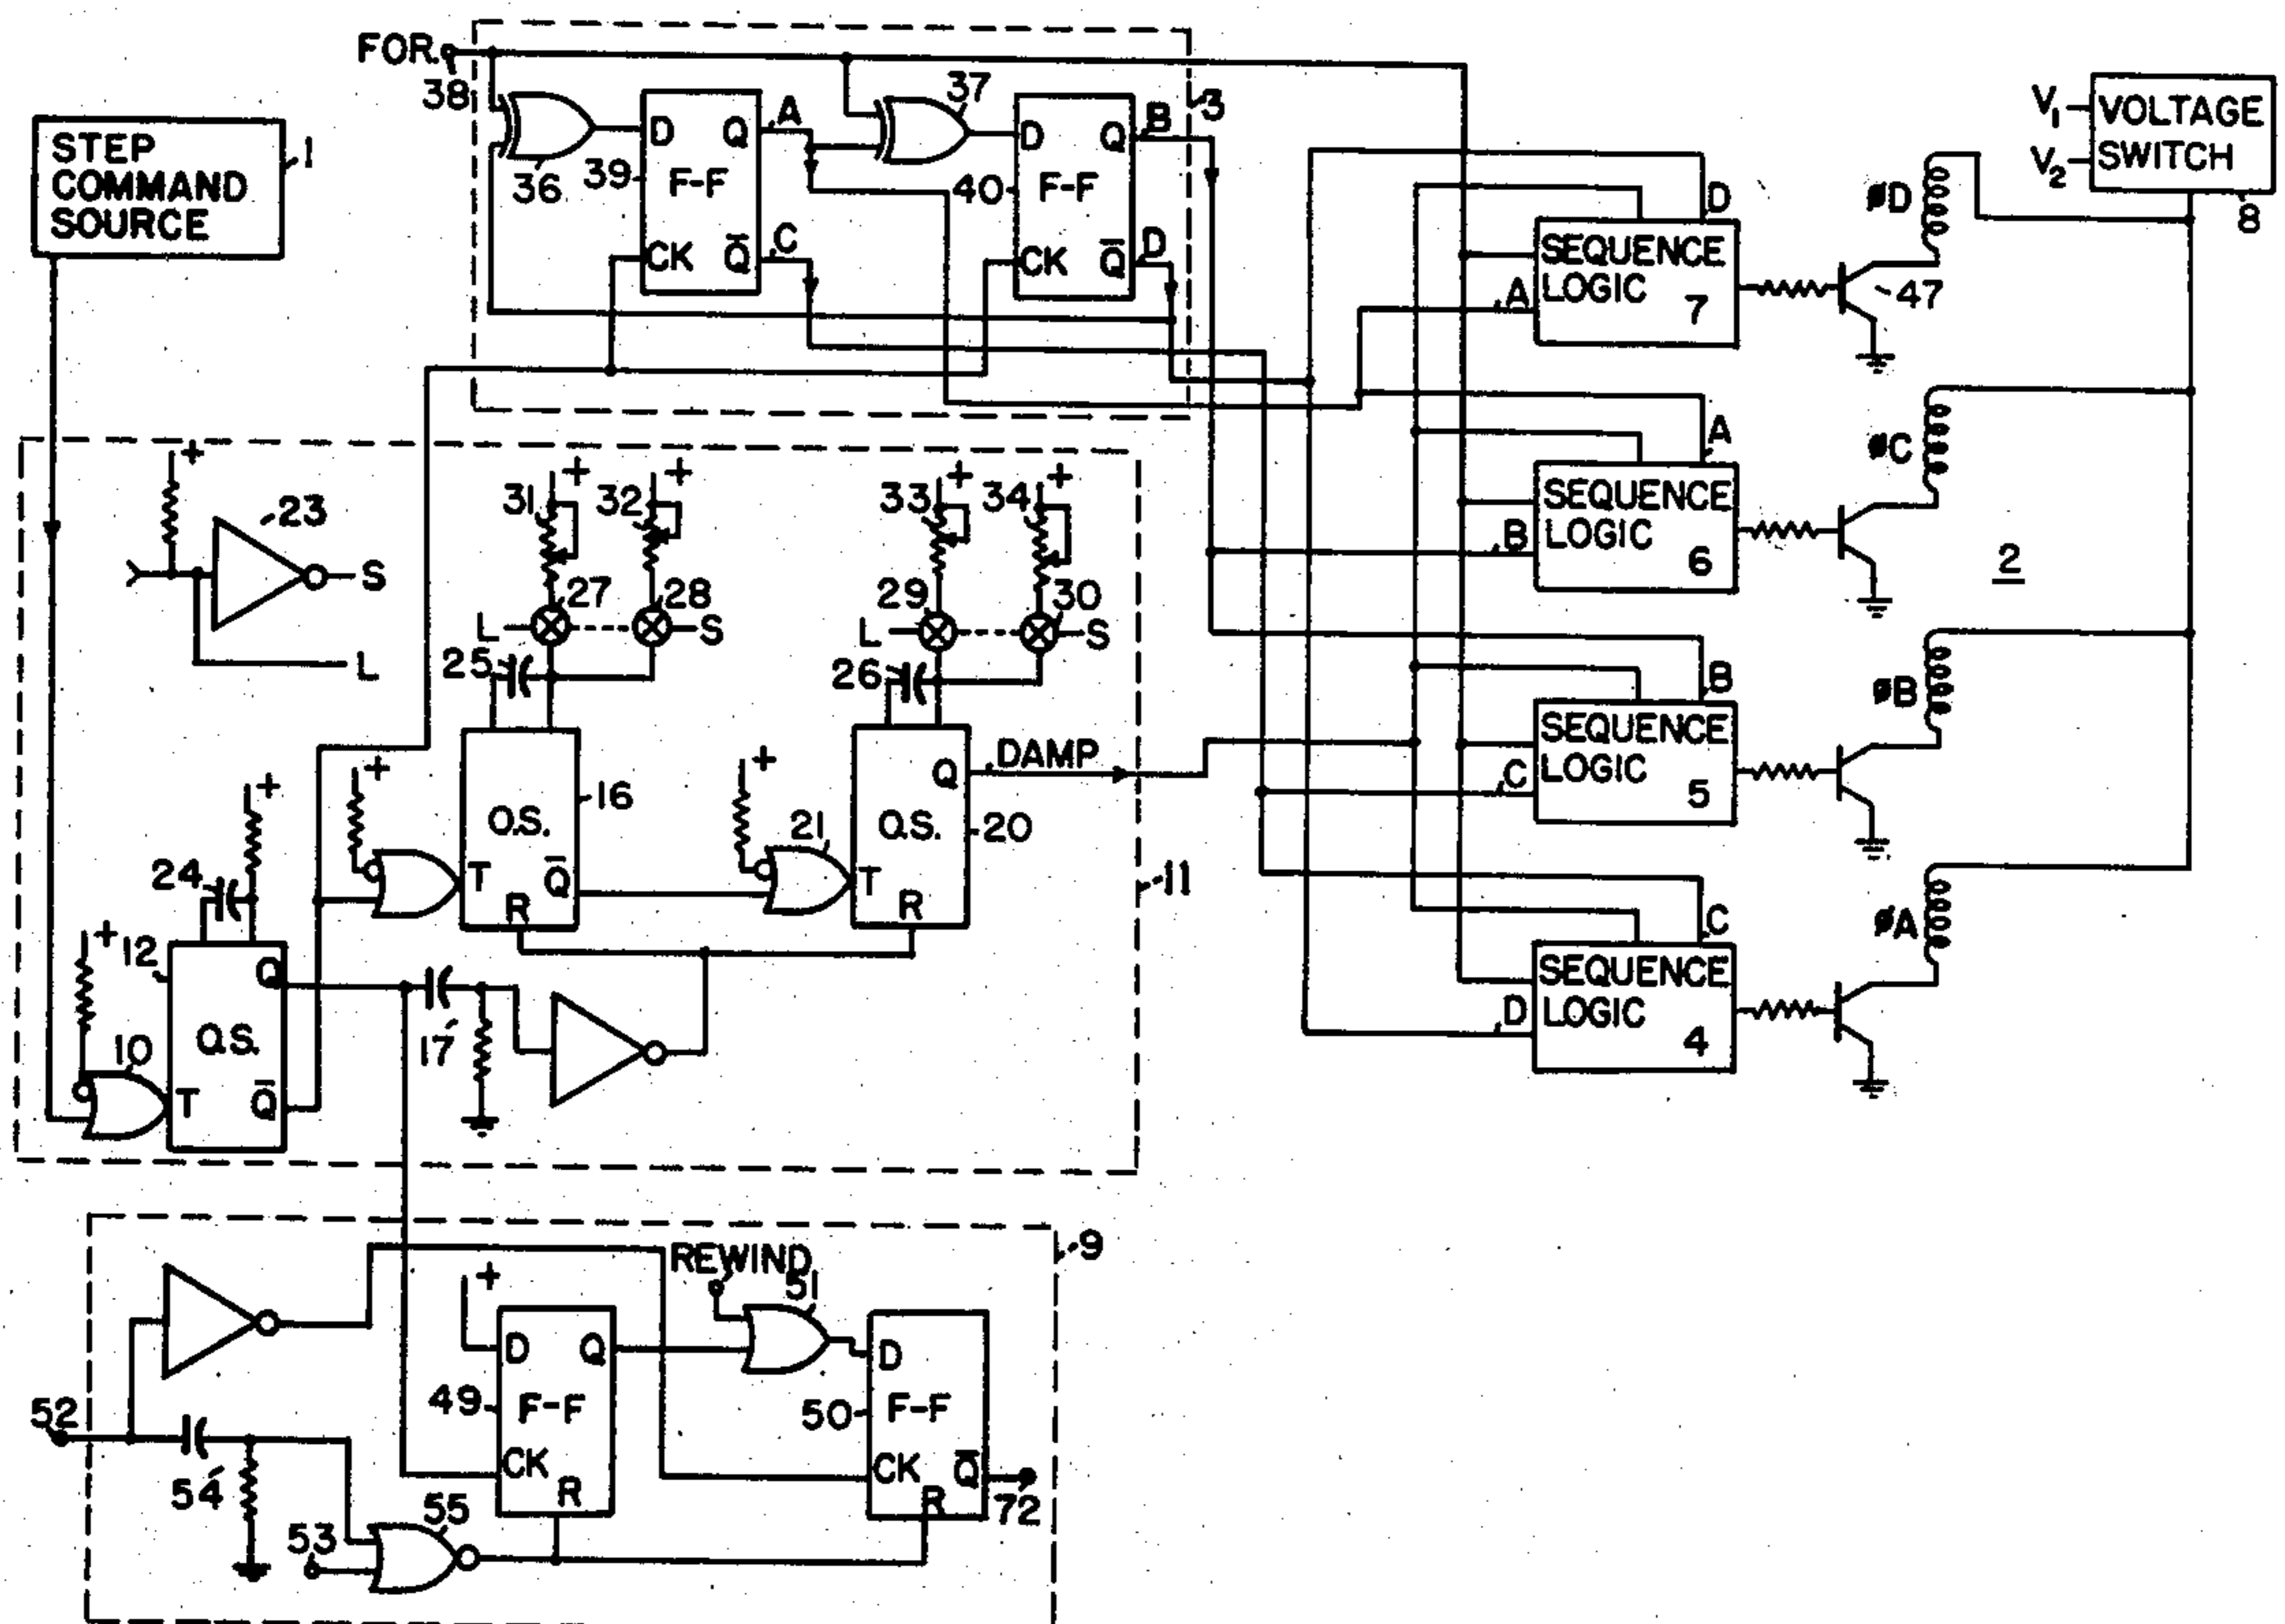 FOR.
38
36
39
D
Q
F-F
CK
Q̅
A
C
37
40
D
Q
F-F
CK
Q̅
B
D
3
STEP
COMMAND
SOURCE
1
V1
V2
VOLTAGE
SWITCH
8
D
SEQUENCE
LOGIC
7
A
47
øD
A
SEQUENCE
LOGIC
6
B
øC
2
B
SEQUENCE
LOGIC
5
C
øB
C
SEQUENCE
LOGIC
4
D
øA
+
23
S
L
+
31
+
32
27
28
L
S
25
+
33
+
34
29
30
L
S
26
+
O.S.
16
T
R
Q̅
+
21
O.S.
20
T
R
Q
DAMP
11
+
24
+
12
10
O.S.
Q
T
Q̅
17'
9
REWIND
51
+
D
Q
49
F-F
CK
R
D
50
F-F
CK
R
Q̅
72
52
54'
55
53